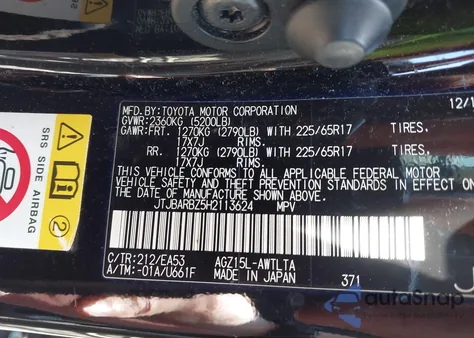 SRS SIDE AIRBAG
12/1
MFD.BY:TOYOTA MOTOR CORPORATION
GVWR:2360KG (5200LB)
GAWR:FRT. 1270KG (2790LB) WITH 225/65R17 TIRES.
17X7J RIMS.
RR. 1270KG (2790LB) WITH 225/65R17 TIRES.
17X7J RIMS.
THIS VEHICLE CONFORMS TO ALL APPLICABLE FEDERAL MOTOR
VEHICLE SAFETY AND THEFT PREVENTION STANDARDS IN EFFECT O
THE DATE OF MANUFACTURE SHOWN ABOVE.
JTJBARBZ5H2113624 MPV
C/TR:212/EA53 AGZ15L-AWTLTA
A/TM:-01A/U661F MADE IN JAPAN 371
autoSnap